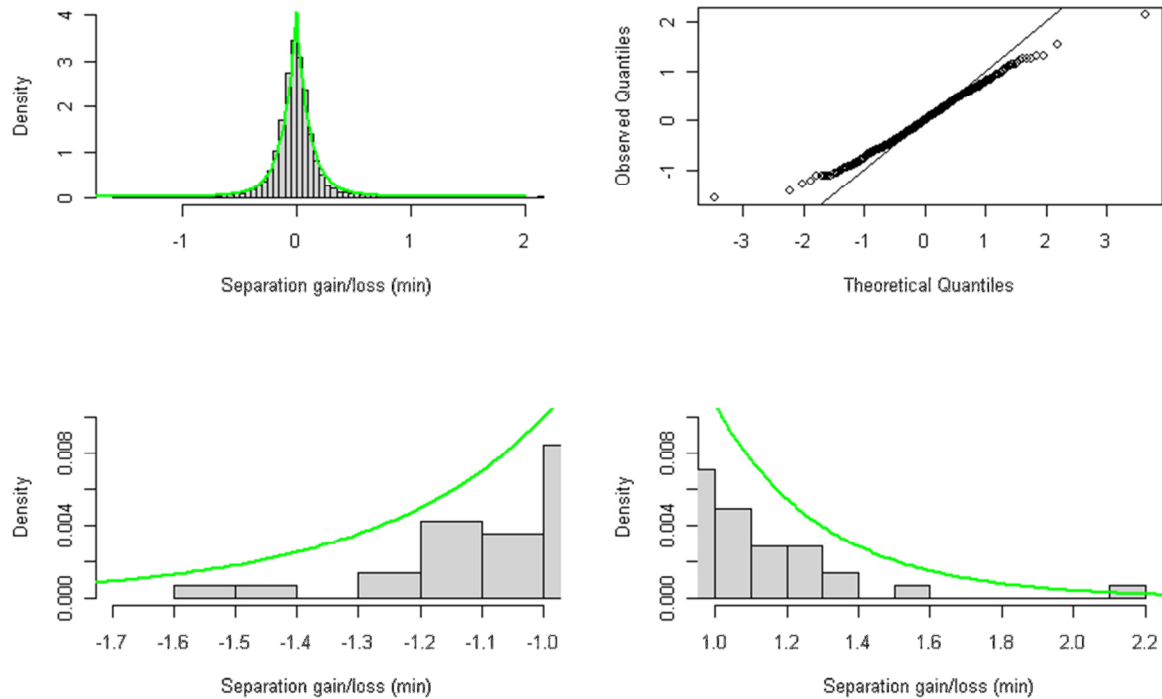 Density
4
3
2
1
0
-1 0 1 2
Separation gain/loss (min)
Observed Quantiles
2
1
0
-1
-3 -2 -1 0 1 2 3
Theoretical Quantiles
Density
0.008
0.004
0.000
-1.7 -1.6 -1.5 -1.4 -1.3 -1.2 -1.1 -1.0
Separation gain/loss (min)
Density
0.008
0.004
0.000
1.0 1.2 1.4 1.6 1.8 2.0 2.2
Separation gain/loss (min)